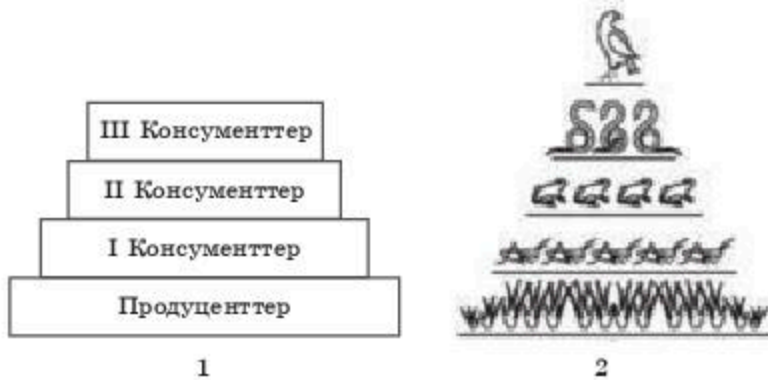 III Консументтер
II Консументтер
I Консументтер
Продуценттер
1
2